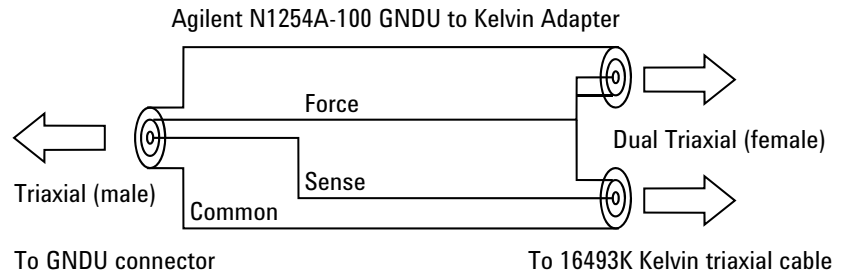 Agilent N1254A-100 GNDU to Kelvin Adapter
Force
Dual Triaxial (female)
Sense
Triaxial (male)
Common
To GNDU connector
To 16493K Kelvin triaxial cable